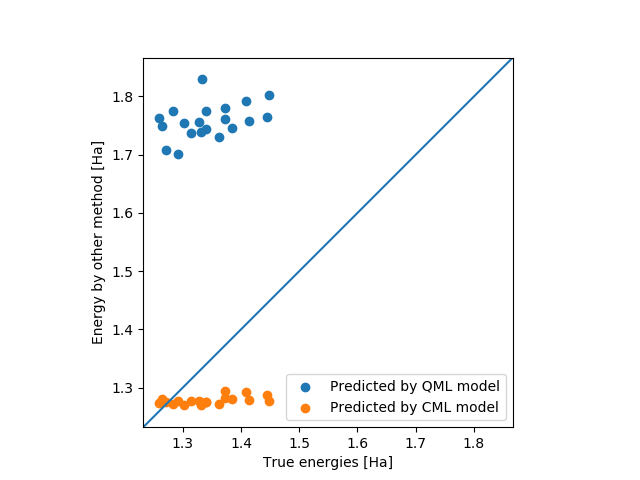 1.8
1.7
1.6
1.5
1.4
1.3
Energy by other method [Ha]
Predicted by QML model
Predicted by CML model
1.3 1.4 1.5 1.6 1.7 1.8
True energies [Ha]